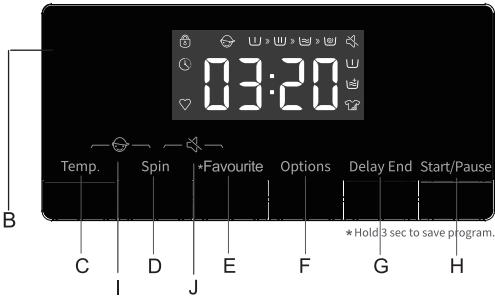 03:20
Temp. Spin *Favourite Options Delay End Start/Pause
B
*Hold 3 sec to save program.
C D E F G H
I J